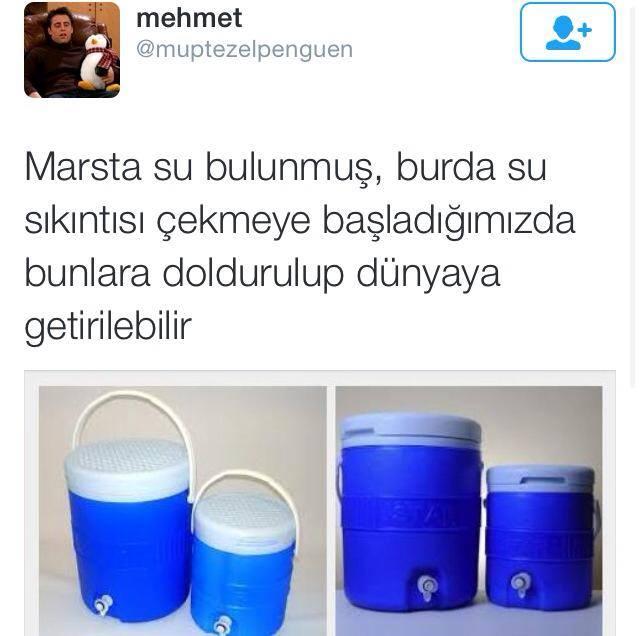 mehmet
@muptezelpenguen
Marsta su bulunmuş, burda su
sıkıntısı çekmeye başladığımızda
bunlara doldurulup dünyaya
getirilebilir